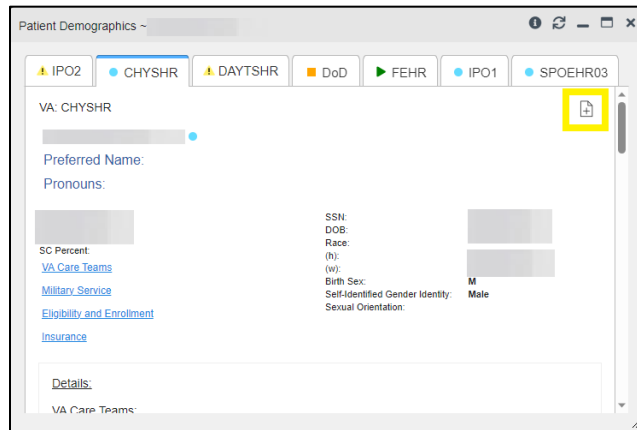 Patient Demographics ~
IPO2 CHYSHR DAYTSHR DoD FEHR IPO1 SPOEHR03
VA: CHYSHR
Preferred Name:
Pronouns:
SC Percent:
VA Care Teams
Military Service
Eligibility and Enrollment
Insurance
SSN:
DOB:
Race:
(h):
(w):
Birth Sex: M
Self-Identified Gender Identity: Male
Sexual Orientation:
Details:
VA Care Teams: